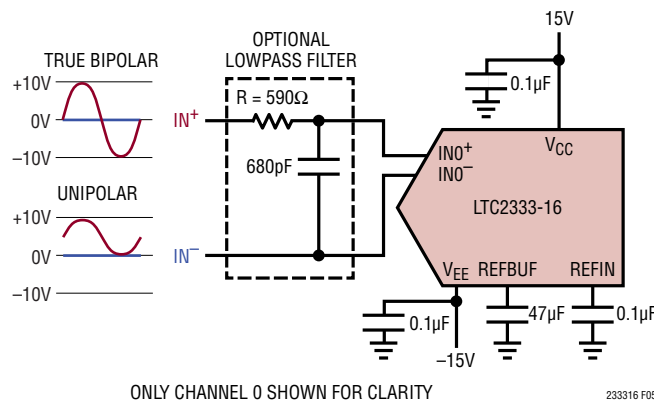 15V
OPTIONAL
LOWPASS FILTER
TRUE BIPOLAR
+10V
0V
–10V
R = 590Ω
IN+
680pF
0.1µF
VCC
IN0+
IN0–
LTC2333-16
UNIPOLAR
+10V
0V
–10V
IN–
VEE REFBUF REFIN
0.1µF
47µF
0.1µF
–15V
ONLY CHANNEL 0 SHOWN FOR CLARITY
233316 F05